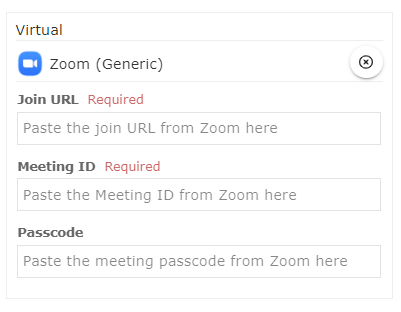 Virtual
Zoom (Generic)
Join URL Required
Paste the join URL from Zoom here
Meeting ID Required
Paste the Meeting ID from Zoom here
Passcode
Paste the meeting passcode from Zoom here